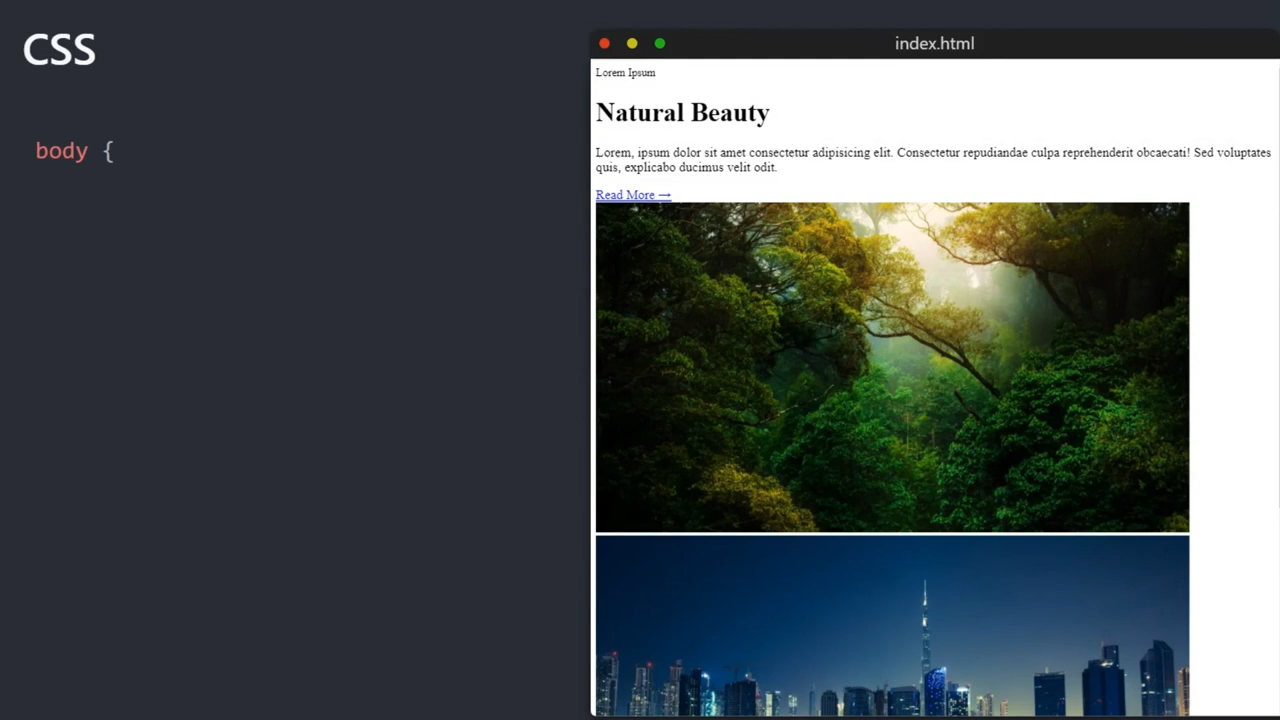 CSS
body {
index.html
Lorem Ipsum
Natural Beauty
Lorem, ipsum dolor sit amet consectetur adipisicing elit. Consectetur repudiandae culpa reprehenderit obcaecati! Sed voluptates
quis, explicabo ducimus velit odit.
Read More →